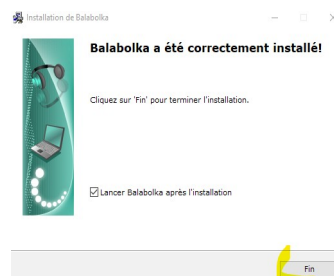 Installation de Balabolka
Balabolka a été correctement installé!
Cliquez sur 'Fin' pour terminer l'installation.
Lancer Balabolka après l'installation
Fin